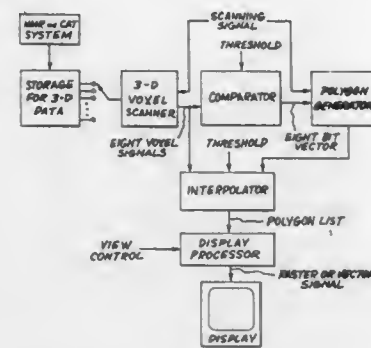 NMR OR CAT
SYSTEM
SCANNING
SIGNAL
THRESHOLD
STORAGE
FOR 3-D
DATA
3-D
VOXEL
SCANNER
COMPARATOR
POLYGON
GENERATOR
EIGHT VOXEL
SIGNALS
THRESHOLD
EIGHT BIT
VECTOR
INTERPOLATOR
POLYGON LIST
VIEW
CONTROL
DISPLAY
PROCESSOR
RASTER OR VECTOR
SIGNAL
DISPLAY